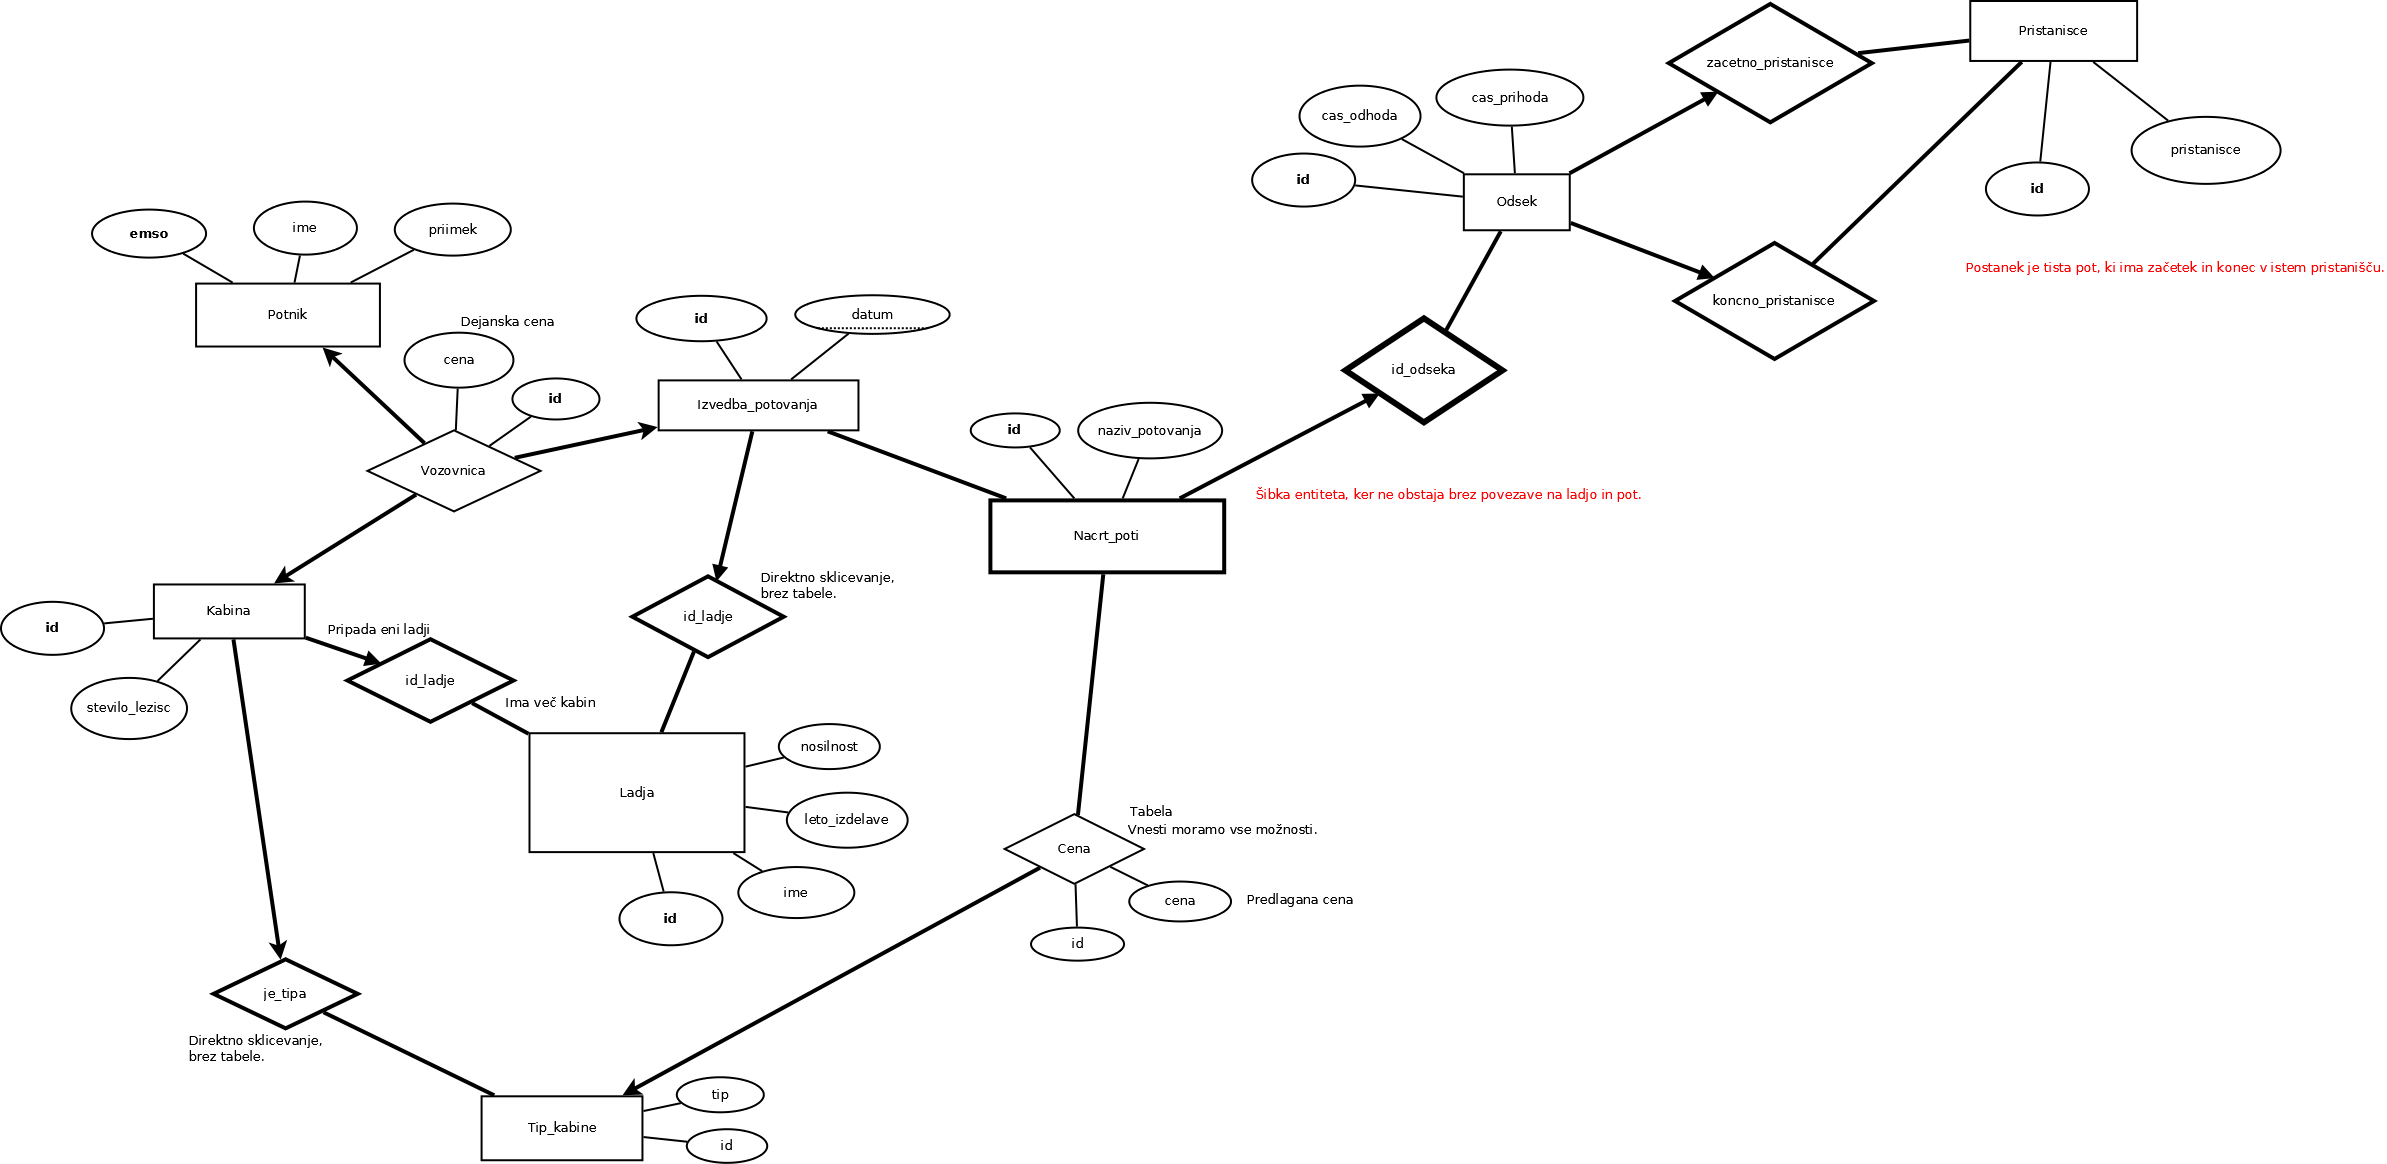 Pristanisce
zacetno_pristanisce
cas_prihoda
cas_odhoda
pristanisce
id
id
Odsek
emso
ime
priimek
Postanek je tista pot, ki ima začetek in konec v istem pristanišču.
koncno_pristanisce
Potnik
Dejanska cena
id
datum
cena
id_odseka
id
Izvedba_potovanja
id
naziv_potovanja
Vozovnica
Šibka entiteta, ker ne obstaja brez povezave na ladjo in pot.
Nacrt_poti
Direktno sklicevanje,
brez tabele.
Kabina
id_ladje
id
Pripada eni ladji
id_ladje
Ima več kabin
stevilo_lezisc
nosilnost
Ladja
leto_izdelave
Tabela
Vnesti moramo vse možnosti.
Cena
ime
cena
Predlagana cena
id
id
je_tipa
Direktno sklicevanje,
brez tabele.
tip
Tip_kabine
id